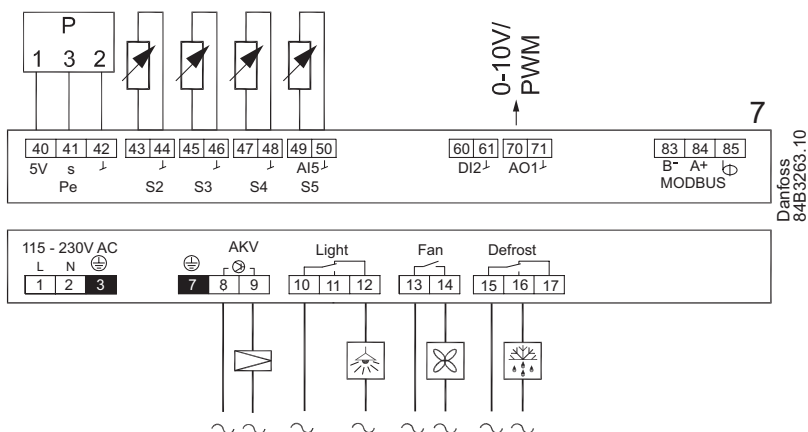 P
1 3 2
0-10V/
PWM
7
40 41 42 43 44 45 46 47 48 49 50 60 61 70 71 83 84 85
5V s AI5 DI2 AO1 B- A+
Pe S2 S3 S4 S5 MODBUS
Danfoss
84B3263.10
115 - 230V AC AKV Light Fan Defrost
L N
1 2 3 7 8 9 10 11 12 13 14 15 16 17